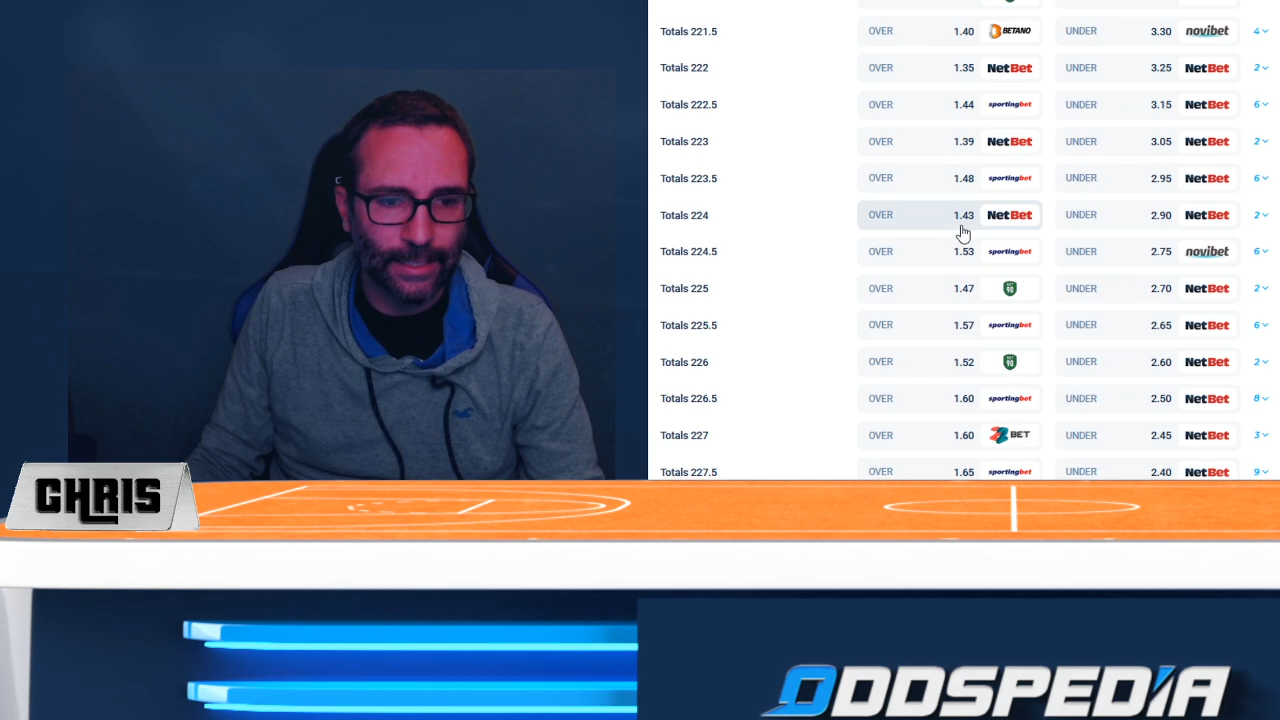 Totals 221.5 OVER 1.40 BETANO UNDER 3.30 novibet 4
Totals 222 OVER 1.35 NetBet UNDER 3.25 NetBet 2
Totals 222.5 OVER 1.44 sportingbet UNDER 3.15 NetBet 6
Totals 223 OVER 1.39 NetBet UNDER 3.05 NetBet 2
Totals 223.5 OVER 1.48 sportingbet UNDER 2.95 NetBet 6
Totals 224 OVER 1.43 NetBet UNDER 2.90 NetBet 2
Totals 224.5 OVER 1.53 sportingbet UNDER 2.75 novibet 6
Totals 225 OVER 1.47 90 UNDER 2.70 NetBet 2
Totals 225.5 OVER 1.57 sportingbet UNDER 2.65 NetBet 6
Totals 226 OVER 1.52 90 UNDER 2.60 NetBet 2
Totals 226.5 OVER 1.60 sportingbet UNDER 2.50 NetBet 8
Totals 227 OVER 1.60 22BET UNDER 2.45 NetBet 3
Totals 227.5 OVER 1.65 sportingbet UNDER 2.40 NetBet 9
CHRIS
ODDSPEDIA